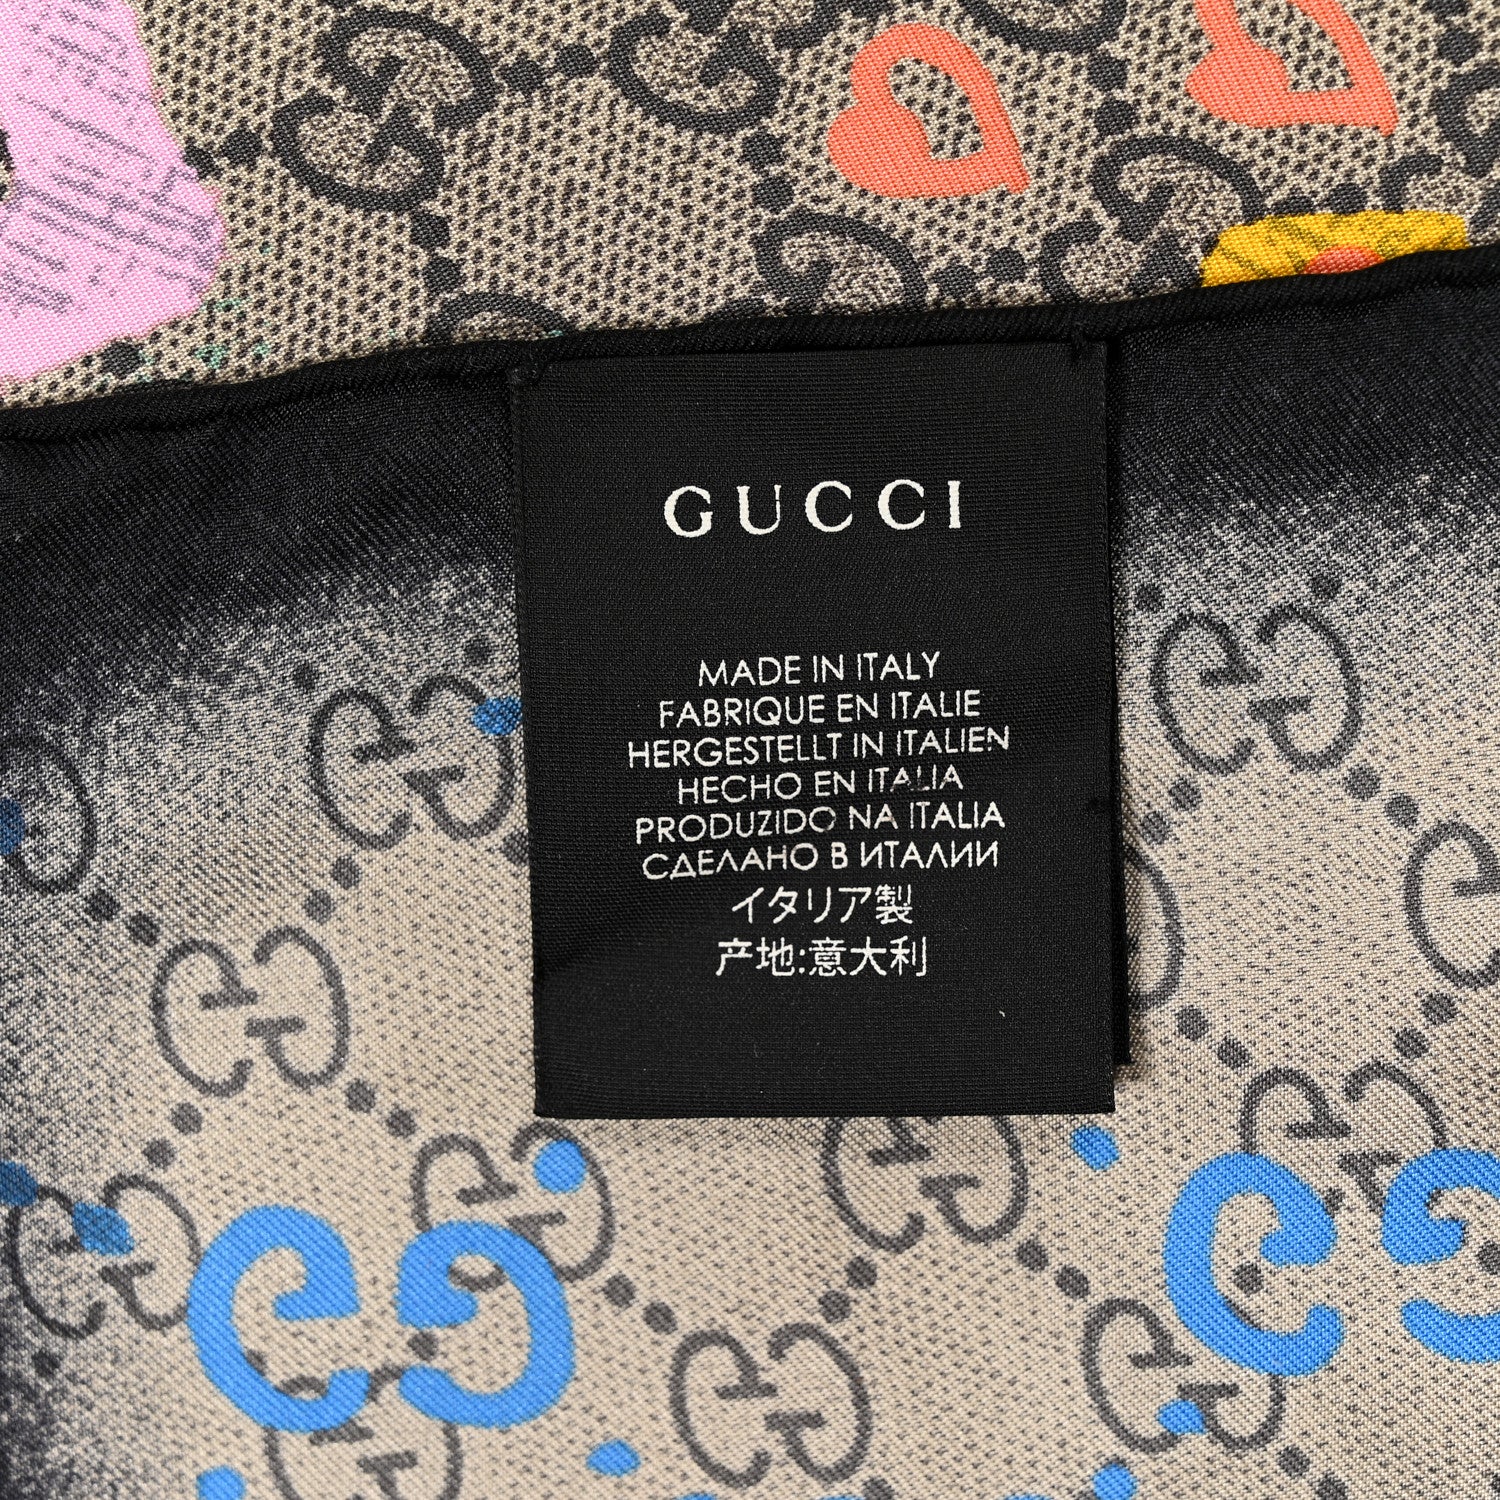 GUCCI
MADE IN ITALY
FABRIQUE EN ITALIE
HERGESTELLT IN ITALIEN
HECHO EN ITALIA
PRODUZIDO NA ITALIA
СДЕЛАНО В ИТАЛИИ
イタリア製
产地:意大利